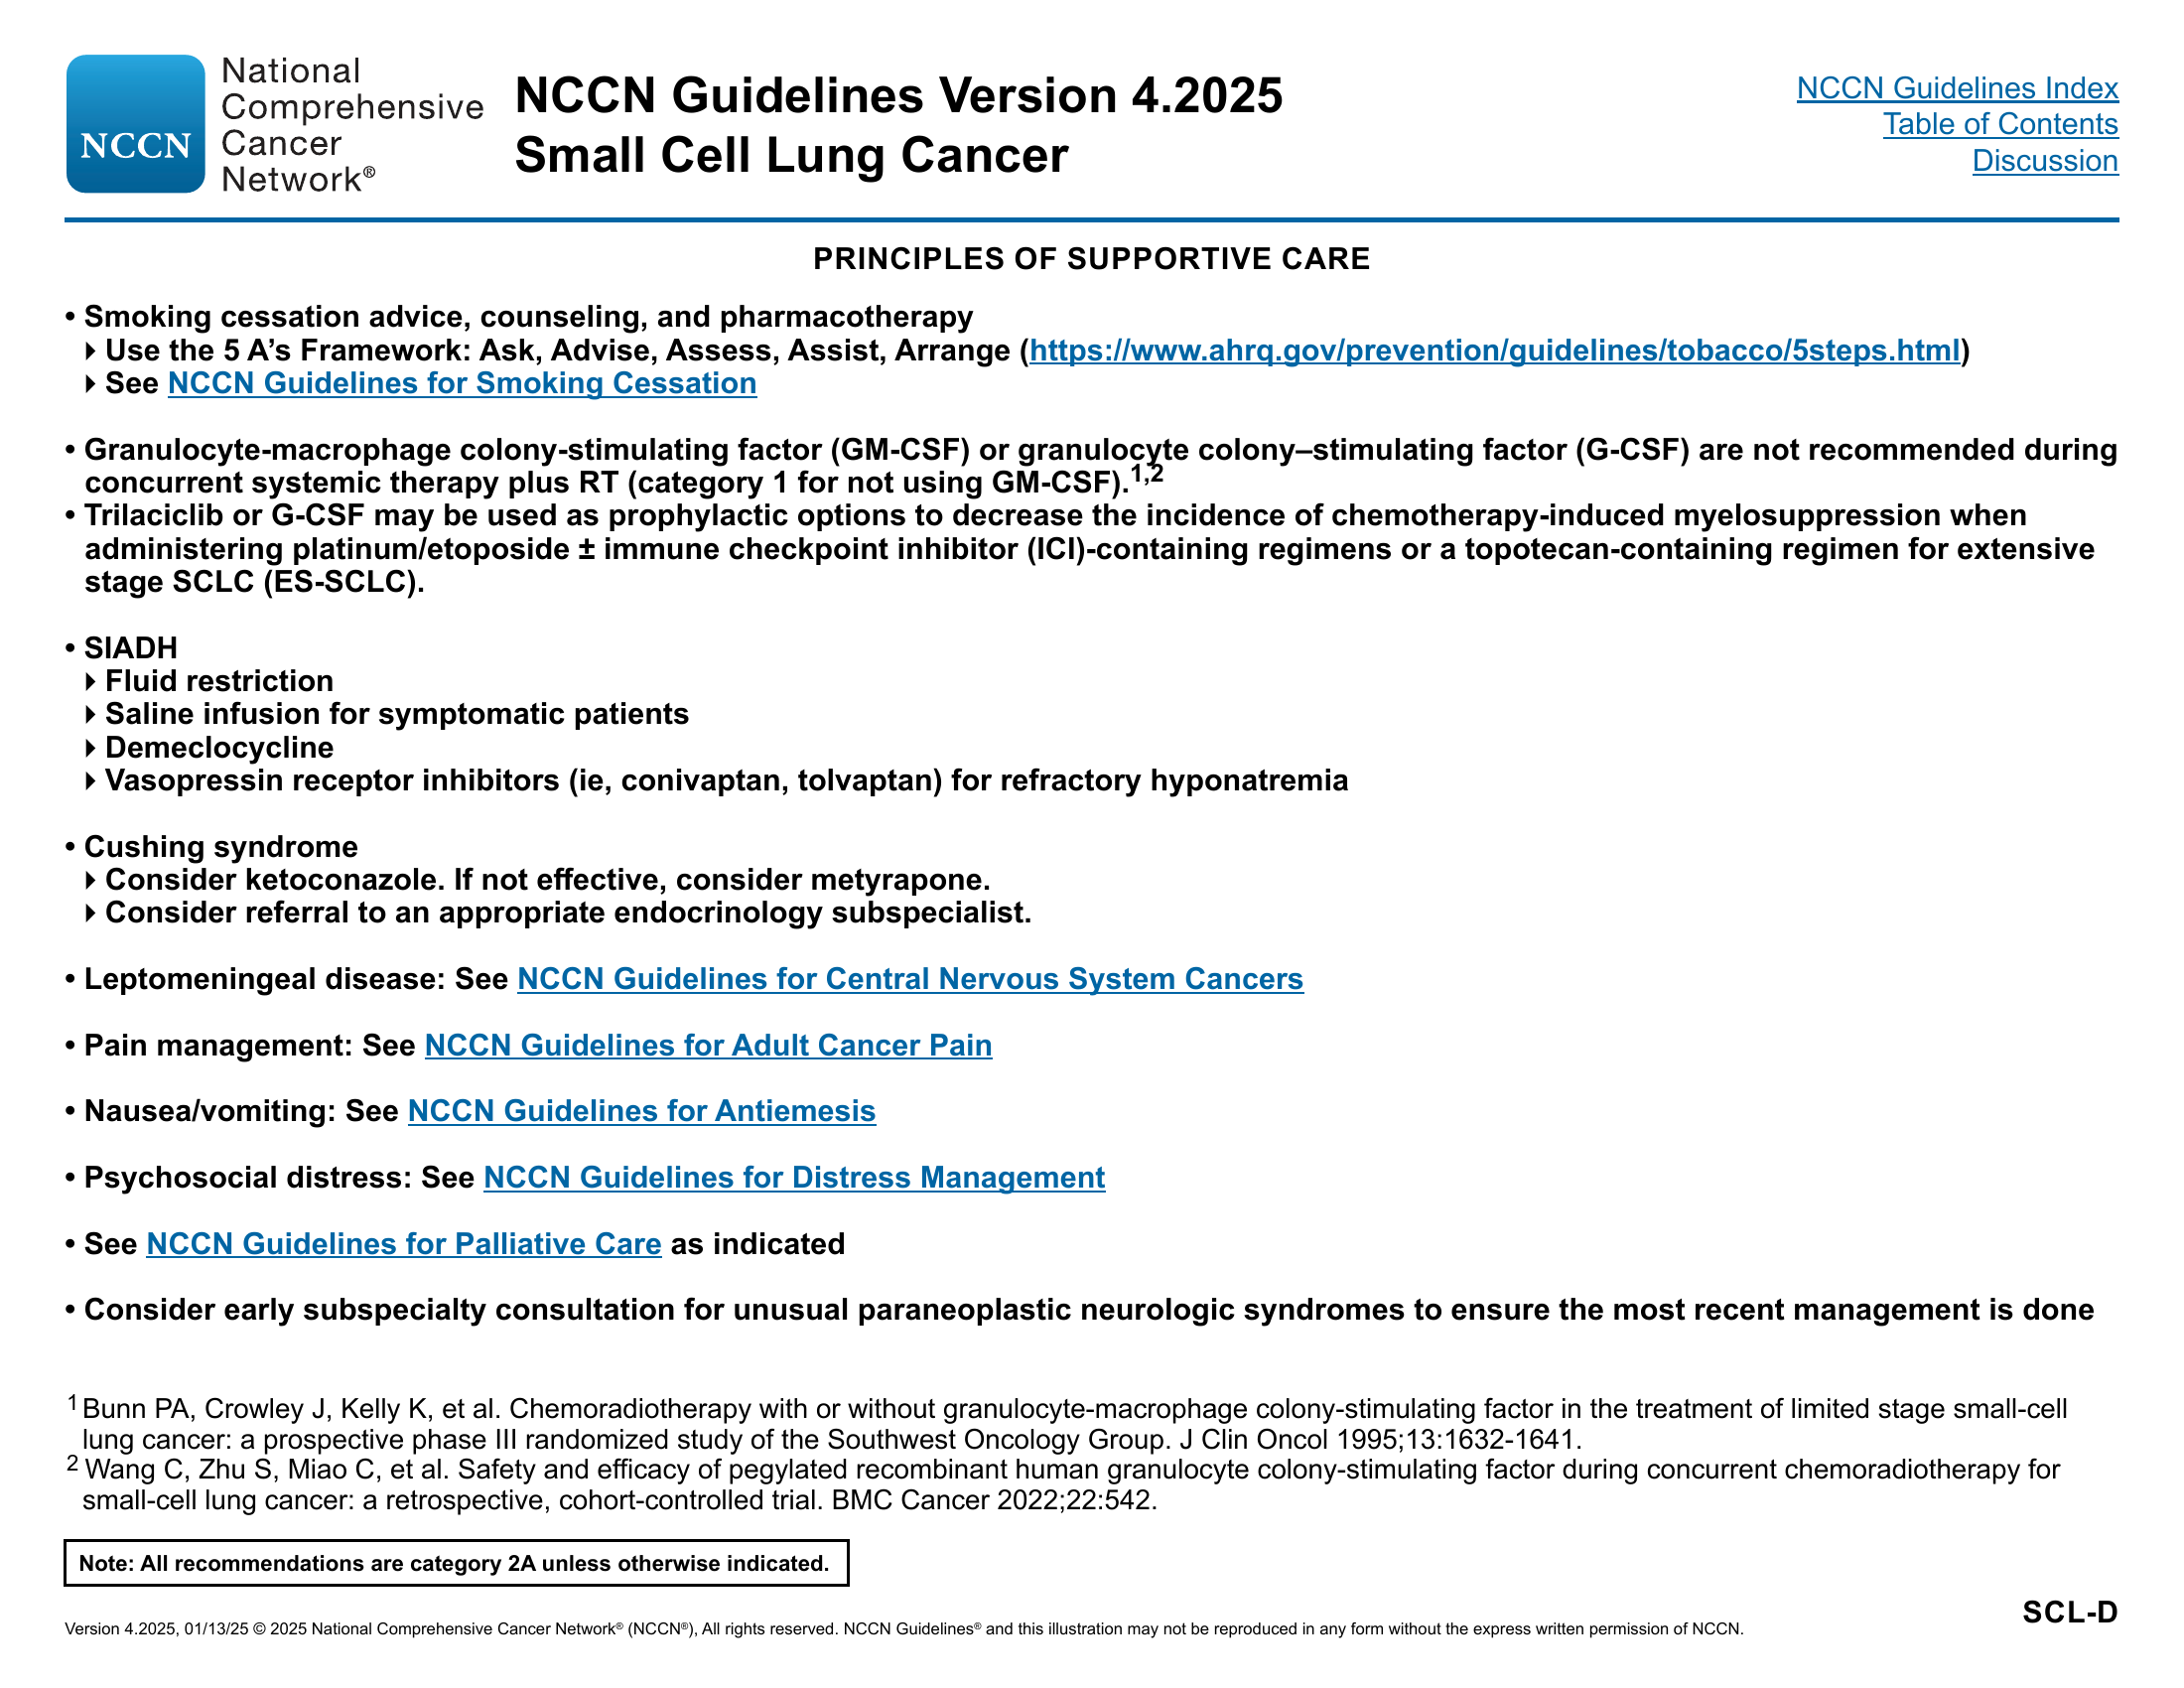 NCCN
National
Comprehensive
Cancer
Network®
NCCN Guidelines Version 4.2025
Small Cell Lung Cancer
NCCN Guidelines Index
Table of Contents
Discussion
PRINCIPLES OF SUPPORTIVE CARE
• Smoking cessation advice, counseling, and pharmacotherapy
Use the 5 A’s Framework: Ask, Advise, Assess, Assist, Arrange (https://www.ahrq.gov/prevention/guidelines/tobacco/5steps.html)
See NCCN Guidelines for Smoking Cessation
• Granulocyte-macrophage colony-stimulating factor (GM-CSF) or granulocyte colony–stimulating factor (G-CSF) are not recommended during
concurrent systemic therapy plus RT (category 1 for not using GM-CSF).1,2
• Trilaciclib or G-CSF may be used as prophylactic options to decrease the incidence of chemotherapy-induced myelosuppression when
administering platinum/etoposide ± immune checkpoint inhibitor (ICI)-containing regimens or a topotecan-containing regimen for extensive
stage SCLC (ES-SCLC).
• SIADH
Fluid restriction
Saline infusion for symptomatic patients
Demeclocycline
Vasopressin receptor inhibitors (ie, conivaptan, tolvaptan) for refractory hyponatremia
• Cushing syndrome
Consider ketoconazole. If not effective, consider metyrapone.
Consider referral to an appropriate endocrinology subspecialist.
• Leptomeningeal disease: See NCCN Guidelines for Central Nervous System Cancers
• Pain management: See NCCN Guidelines for Adult Cancer Pain
• Nausea/vomiting: See NCCN Guidelines for Antiemesis
• Psychosocial distress: See NCCN Guidelines for Distress Management
• See NCCN Guidelines for Palliative Care as indicated
• Consider early subspecialty consultation for unusual paraneoplastic neurologic syndromes to ensure the most recent management is done
1 Bunn PA, Crowley J, Kelly K, et al. Chemoradiotherapy with or without granulocyte-macrophage colony-stimulating factor in the treatment of limited stage small-cell
lung cancer: a prospective phase III randomized study of the Southwest Oncology Group. J Clin Oncol 1995;13:1632-1641.
2 Wang C, Zhu S, Miao C, et al. Safety and efficacy of pegylated recombinant human granulocyte colony-stimulating factor during concurrent chemoradiotherapy for
small-cell lung cancer: a retrospective, cohort-controlled trial. BMC Cancer 2022;22:542.
Note: All recommendations are category 2A unless otherwise indicated.
SCL-D
Version 4.2025, 01/13/25 © 2025 National Comprehensive Cancer Network® (NCCN®), All rights reserved. NCCN Guidelines® and this illustration may not be reproduced in any form without the express written permission of NCCN.